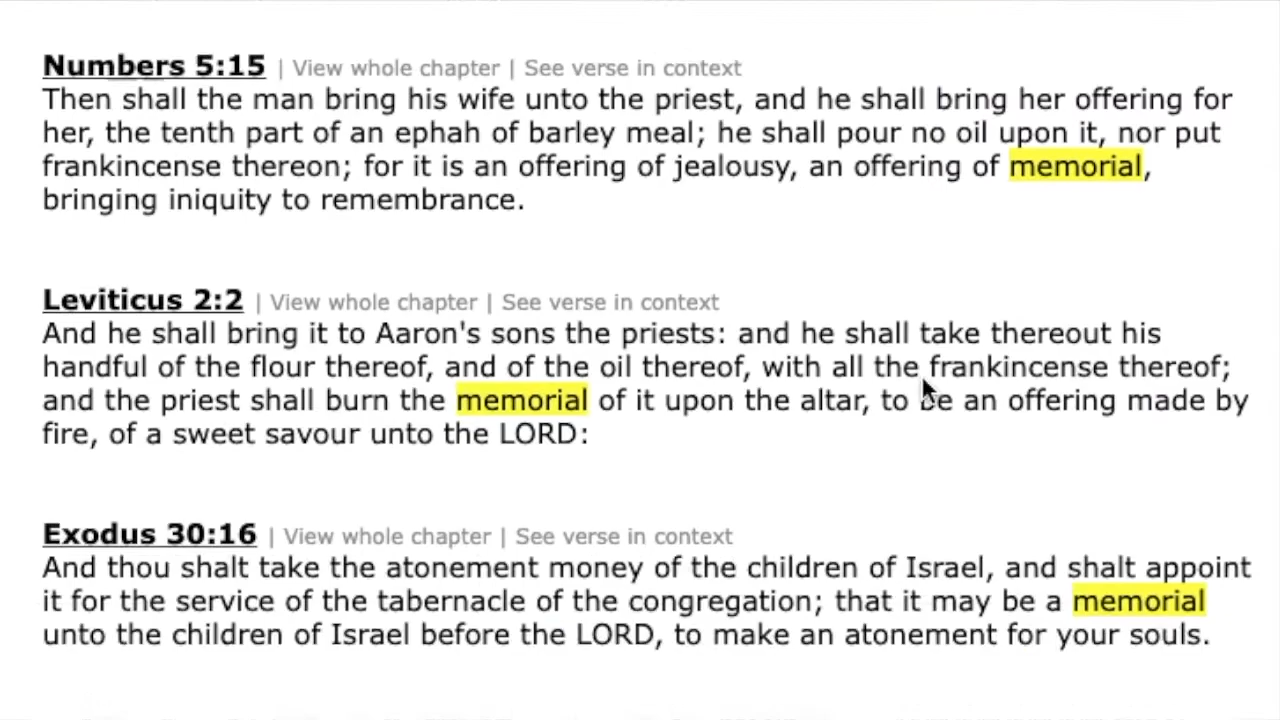 Numbers 5:15 | View whole chapter | See verse in context
Then shall the man bring his wife unto the priest, and he shall bring her offering for
her, the tenth part of an ephah of barley meal; he shall pour no oil upon it, nor put
frankincense thereon; for it is an offering of jealousy, an offering of memorial,
bringing iniquity to remembrance.
Leviticus 2:2 | View whole chapter | See verse in context
And he shall bring it to Aaron's sons the priests: and he shall take thereout his
handful of the flour thereof, and of the oil thereof, with all the frankincense thereof;
and the priest shall burn the memorial of it upon the altar, to be an offering made by
fire, of a sweet savour unto the LORD:
Exodus 30:16 | View whole chapter | See verse in context
And thou shalt take the atonement money of the children of Israel, and shalt appoint
it for the service of the tabernacle of the congregation; that it may be a memorial
unto the children of Israel before the LORD, to make an atonement for your souls.